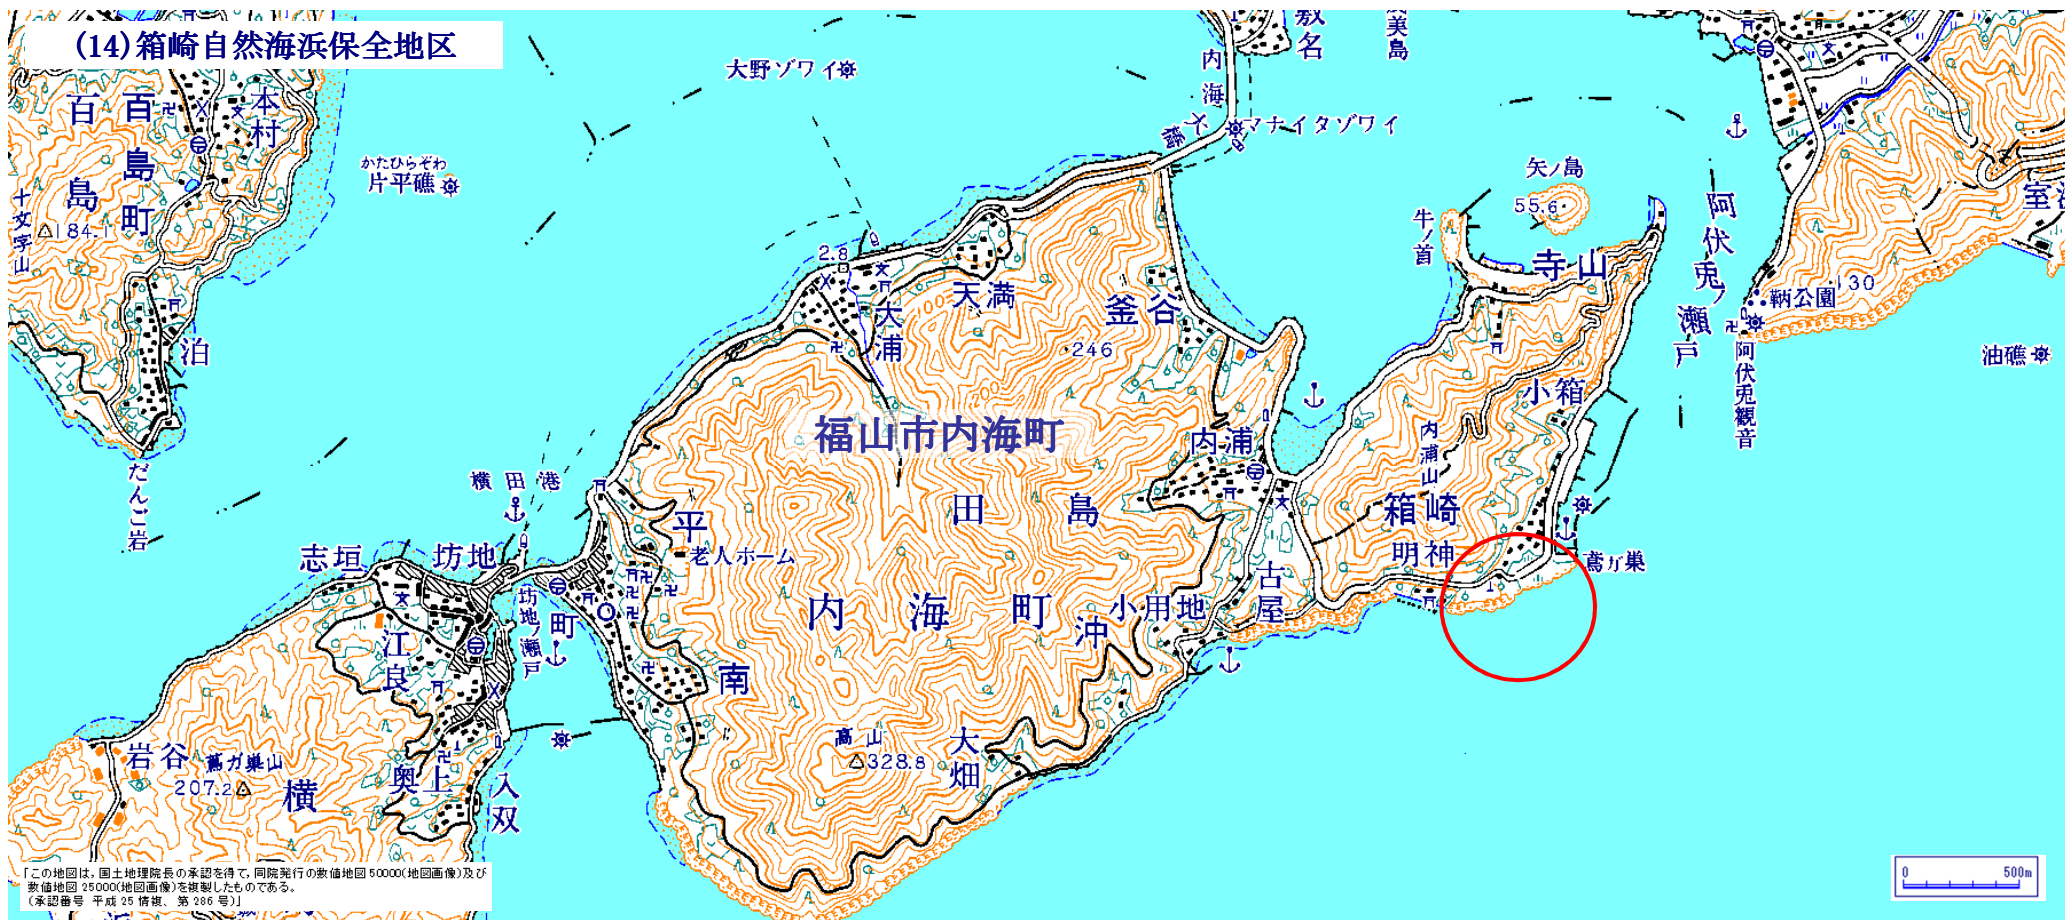 (14)箱崎自然海浜保全地区
百島
百島町
本村
十文字山
184.1
泊
だんご岩
かたひらぞわ
片平礁
大野ゾワイ
内海大橋
敷名
マナイタゾワイ
矢ノ島
55.6
牛ノ首
寺山
阿伏兎ノ瀬戸
鞆公園
130
阿伏兎観音
油礁
2.8
大浦
天満
釜谷
246
小箱
福山市内海町
内浦
内浦山
田島
箱崎
明神
鳶ガ巣
横田港
志垣
坊地
平
老人ホーム
坊地ノ瀬戸
町
内海町
沖
小用地
古屋
江良
南
高山
328.8
大畑
岩谷
鳶ガ巣山
207.2
横
奥上
入双
「この地図は，国土地理院長の承認を得て，同院発行の数値地図50000(地図画像)及び
数値地図25000(地図画像)を複製したものである。
（承認番号 平成25情複、第286号）」
0 500m